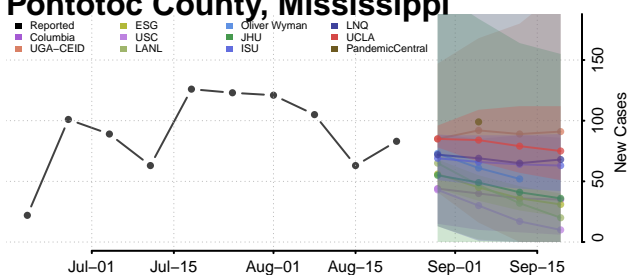 Pontotoc County, Mississippi
Reported ESG Oliver Wyman LNQ
Columbia USC JHU UCLA
UGA–CEID LANL ISU PandemicCentral
150
100
50
0
New Cases
Jul–01 Jul–15 Aug–01 Aug–15 Sep–01 Sep–15